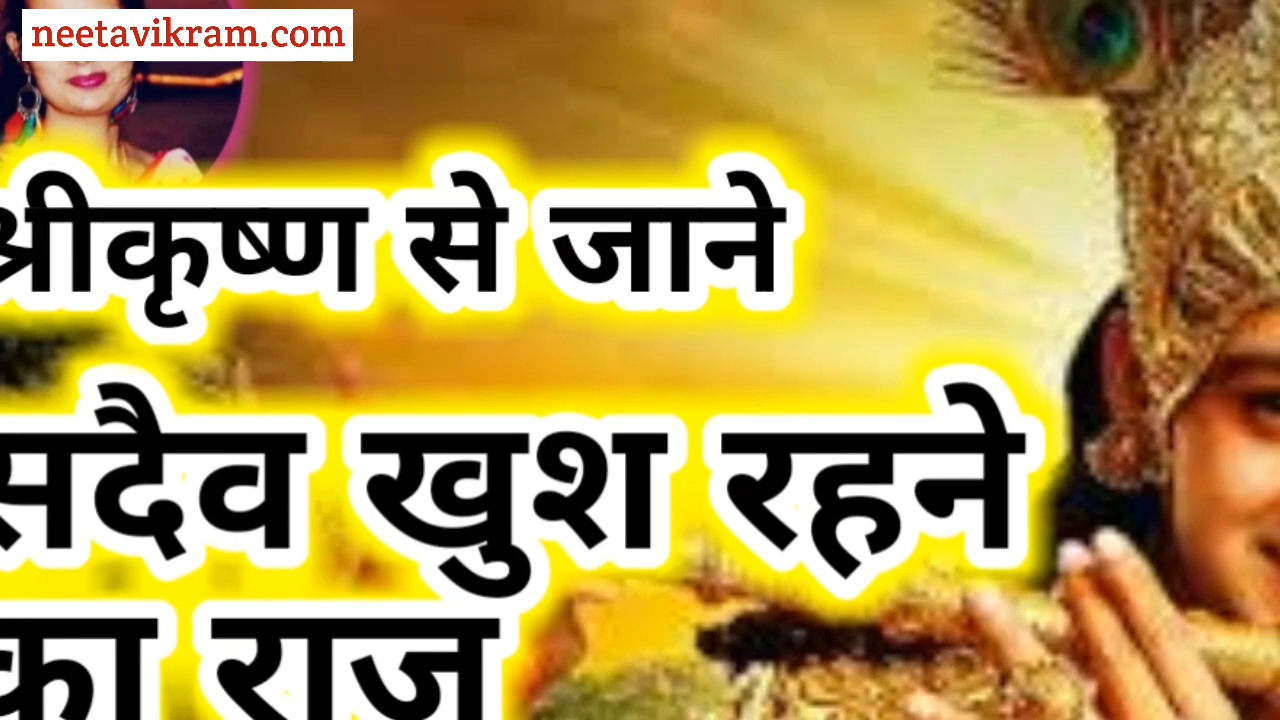 neetavikram.com
श्रीकृष्ण से जाने
सदैव खुश रहने
का राज